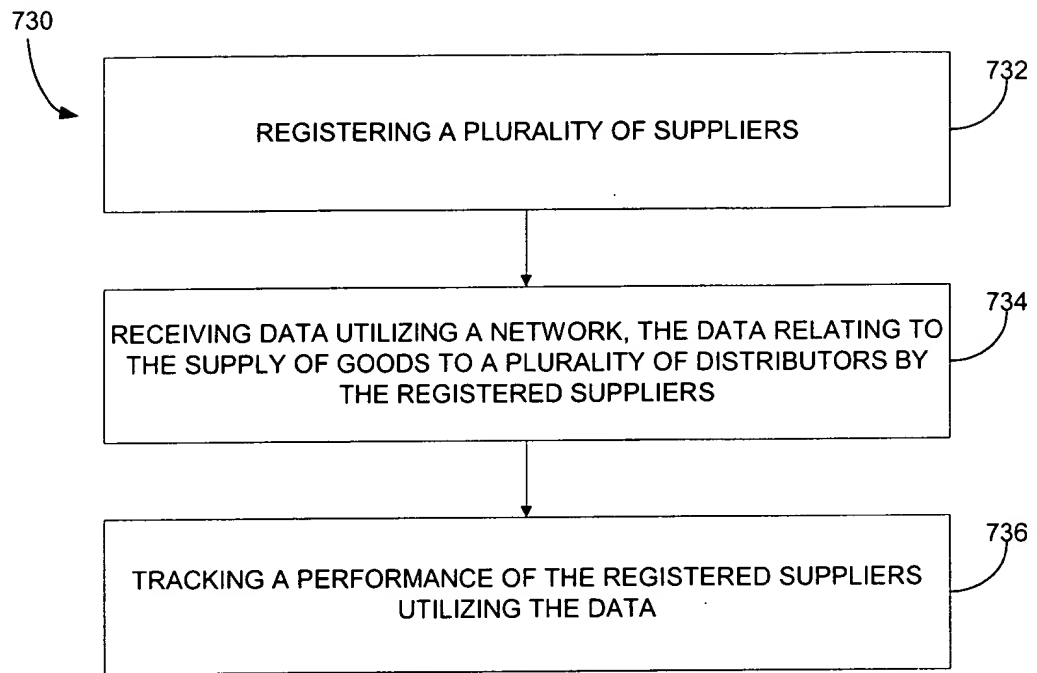 730
732
REGISTERING A PLURALITY OF SUPPLIERS
734
RECEIVING DATA UTILIZING A NETWORK, THE DATA RELATING TO
THE SUPPLY OF GOODS TO A PLURALITY OF DISTRIBUTORS BY
THE REGISTERED SUPPLIERS
736
TRACKING A PERFORMANCE OF THE REGISTERED SUPPLIERS
UTILIZING THE DATA